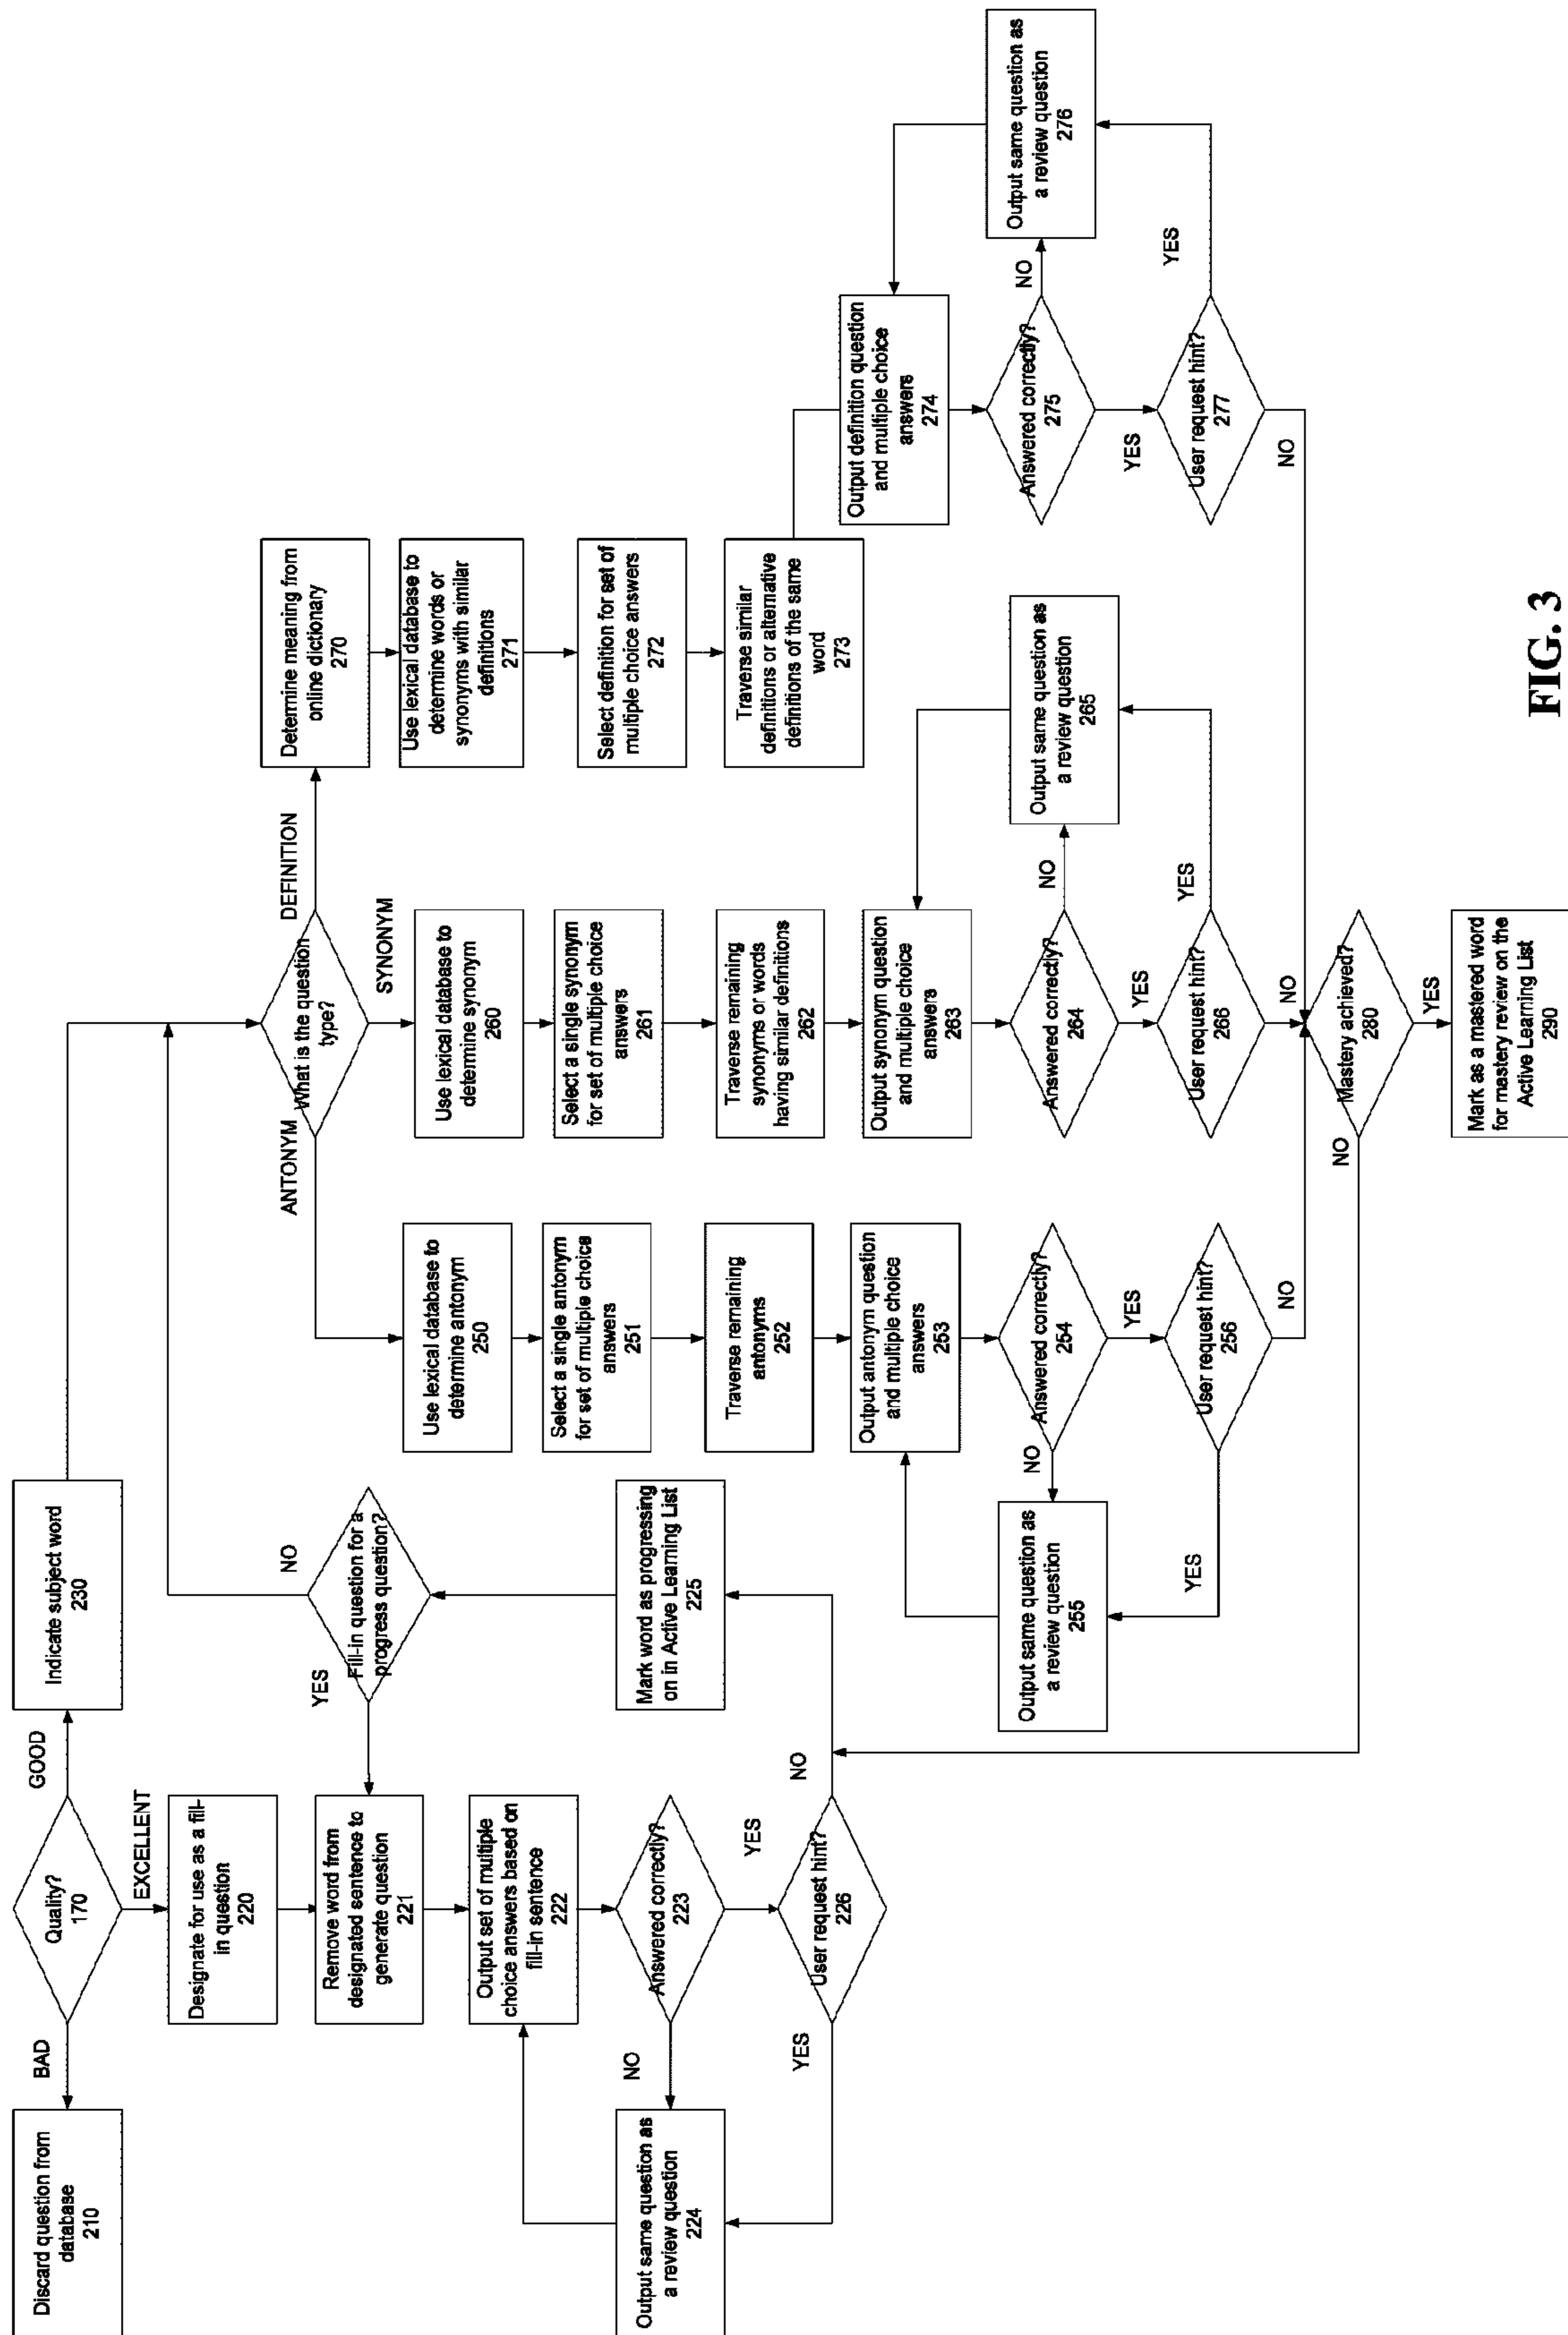 Discard question from
database
210
BAD
Quality?
170
GOOD
Indicate subject word
230
EXCELLENT
Designate for use as a fill-
in question
220
Remove word from
designated sentence to
generate question
221
Output set of multiple
choice answers based on
fill-in sentence
222
Answered correctly?
223
NO
YES
Output same question as
a review question
224
User request hint?
226
YES
NO
Mark word as progressing
on in Active Learning List
225
Fill-in question for a
progress question?
YES
NO
What is the question
type?
ANTONYM
SYNONYM
DEFINITION
Use lexical database to
determine antonym
250
Select a single antonym
for set of multiple choice
answers
251
Traverse remaining
antonyms
252
Output antonym question
and multiple choice
answers
253
Answered correctly?
254
NO
YES
Output same question as
a review question
255
User request hint?
256
YES
NO
Use lexical database to
determine synonym
260
Select a single synonym
for set of multiple choice
answers
261
Traverse remaining
synonyms or words
having similar definitions
262
Output synonym question
and multiple choice
answers
263
Answered correctly?
264
NO
YES
Output same question as
a review question
265
User request hint?
266
YES
NO
Determine meaning from
online dictionary
270
Use lexical database to
determine words or
synonyms with similar
definitions
271
Select definition for set of
multiple choice answers
272
Traverse similar
definitions or alternative
definitions of the same
word
273
Output definition question
and multiple choice
answers
274
Answered correctly?
275
NO
YES
Output same question as
a review question
276
User request hint?
277
YES
NO
Mastery achieved?
280
NO
YES
Mark as a mastered word
for mastery review on the
Active Learning List
290
FIG. 3